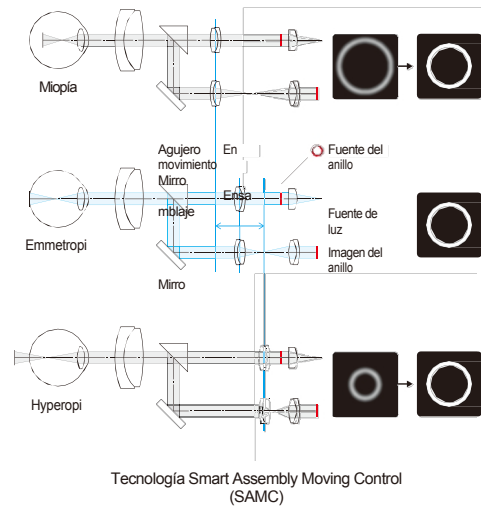 Miopía
Agujero
movimiento
Mirro
mblaje
En
Ensa
Fuente del
anillo
Fuente de
luz
Imagen del
anillo
Emmetropi
Mirro
Hyperopi
Tecnología Smart Assembly Moving Control
(SAMC)